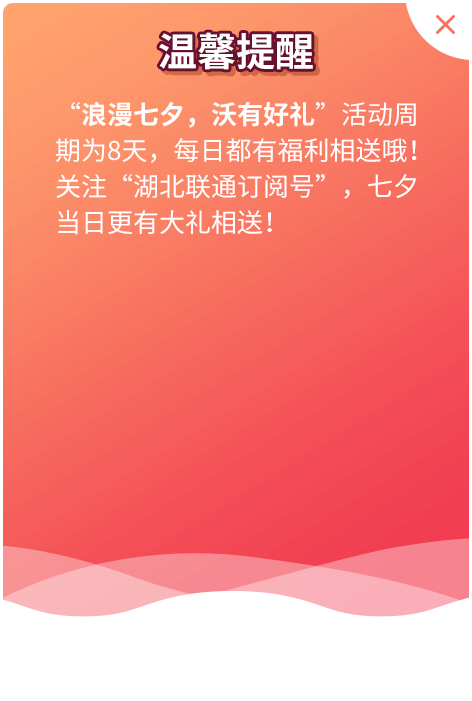 温馨提醒
“浪漫七夕，沃有好礼”活动周
期为8天，每日都有福利相送哦！
关注“湖北联通订阅号”，七夕
当日更有大礼相送！